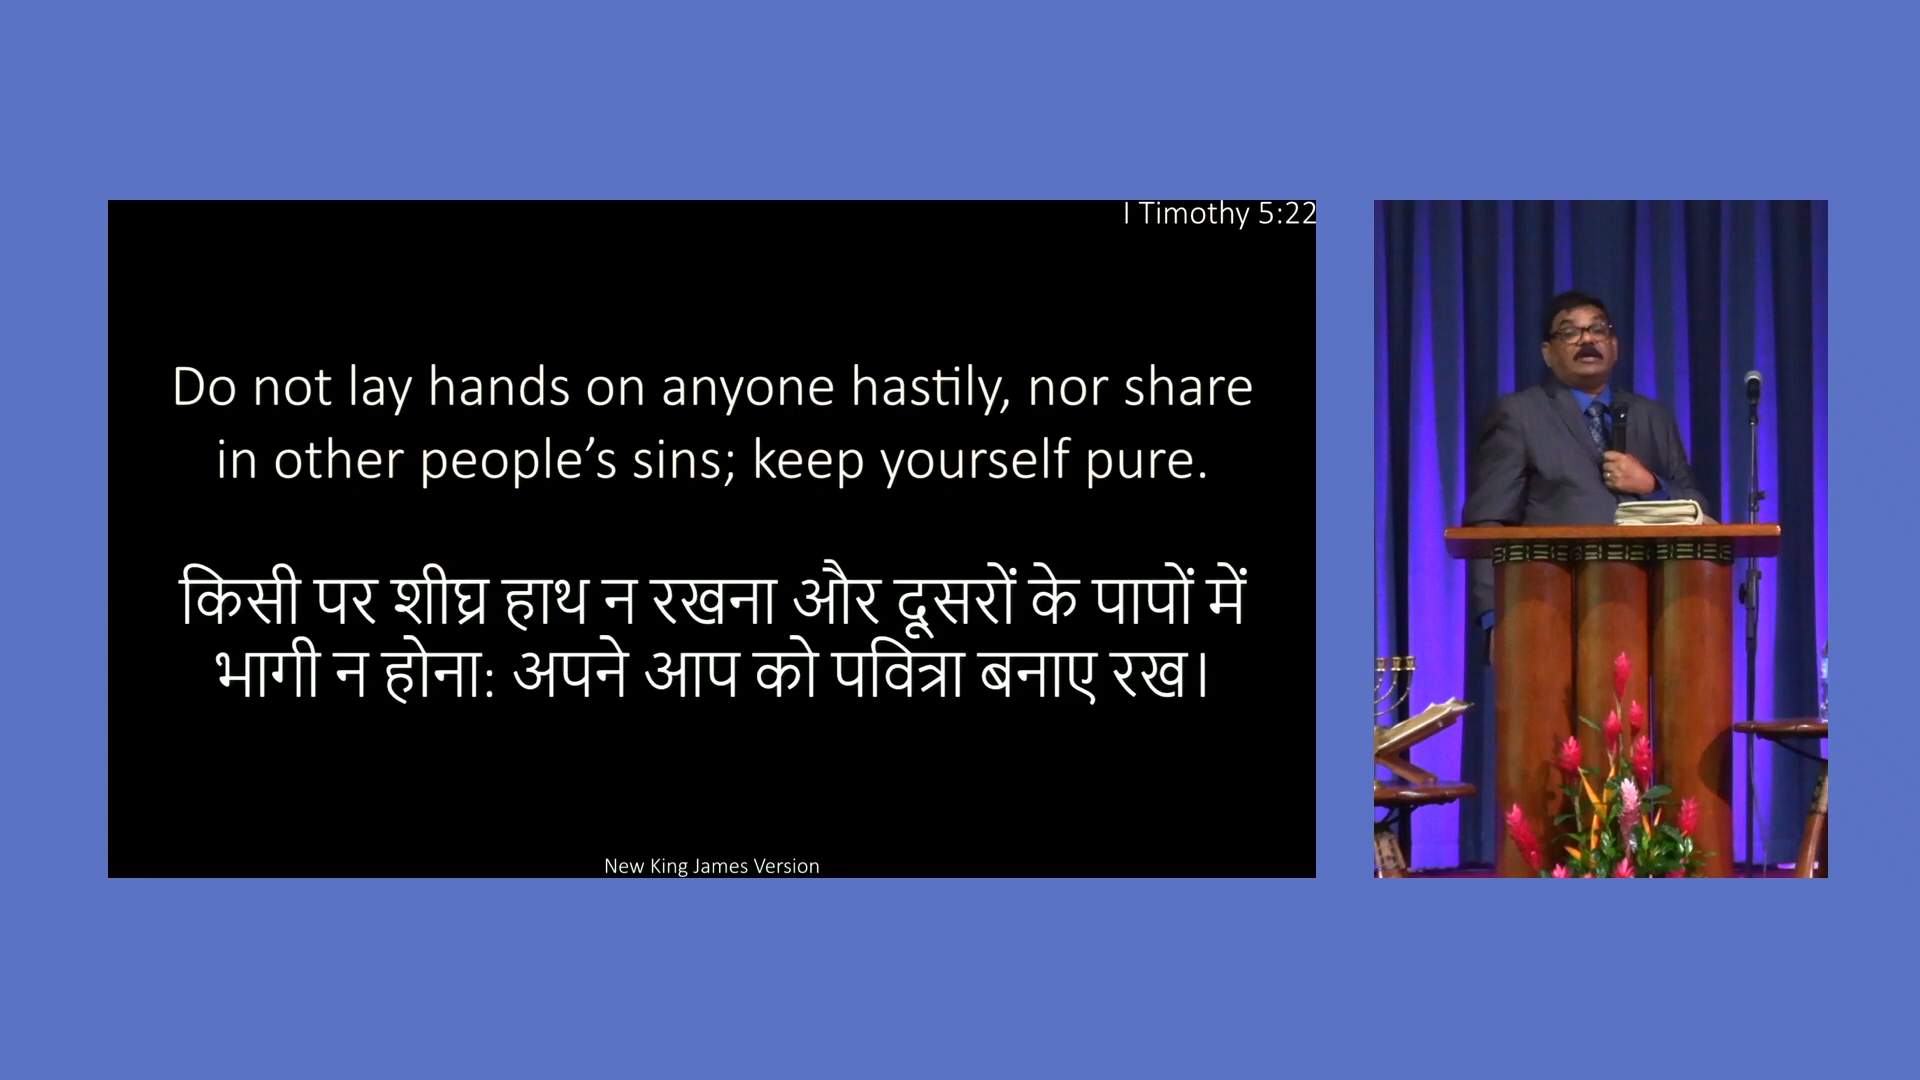 I Timothy 5:22
Do not lay hands on anyone hastily, nor share
in other people’s sins; keep yourself pure.
किसी पर शीघ्र हाथ न रखना और दूसरों के पापों में
भागी न होना: अपने आप को पवित्रा बनाए रख।
New King James Version